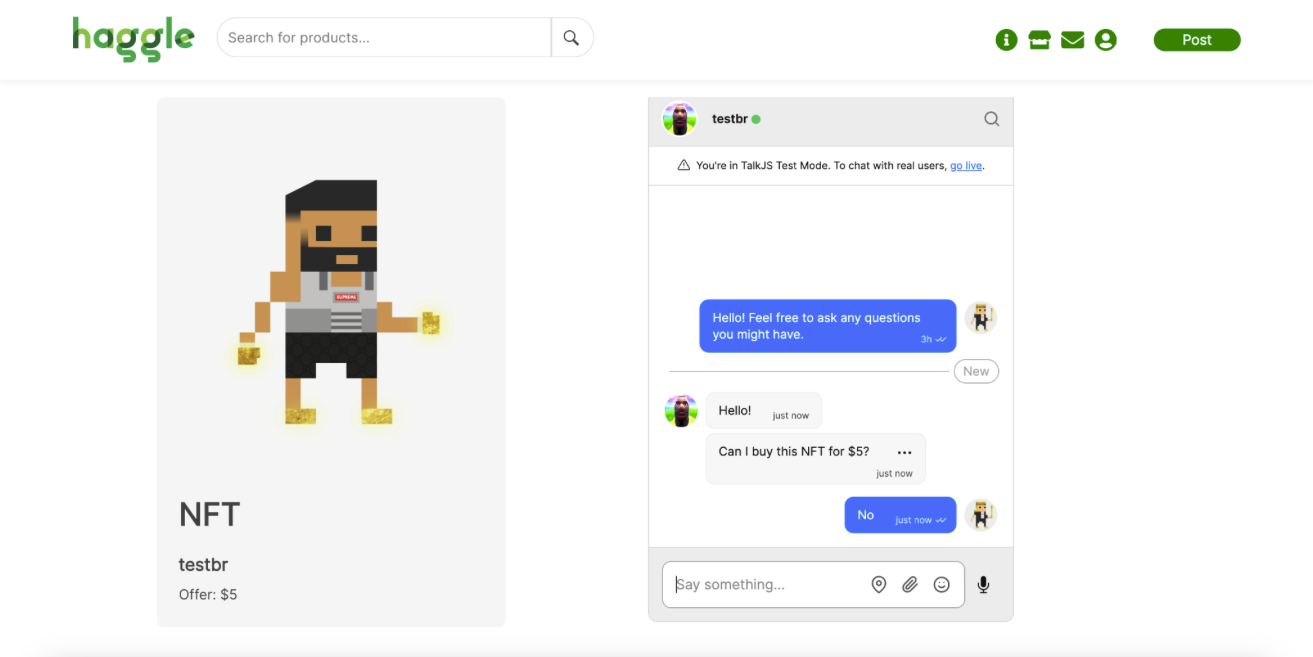 haggle
Search for products...
Post
testbr
You're in TalkJS Test Mode. To chat with real users, go live.
SUPREME
Hello! Feel free to ask any questions
you might have.
3h
New
Hello!
just now
Can I buy this NFT for $5?
just now
No
just now
NFT
testbr
Offer: $5
Say something...